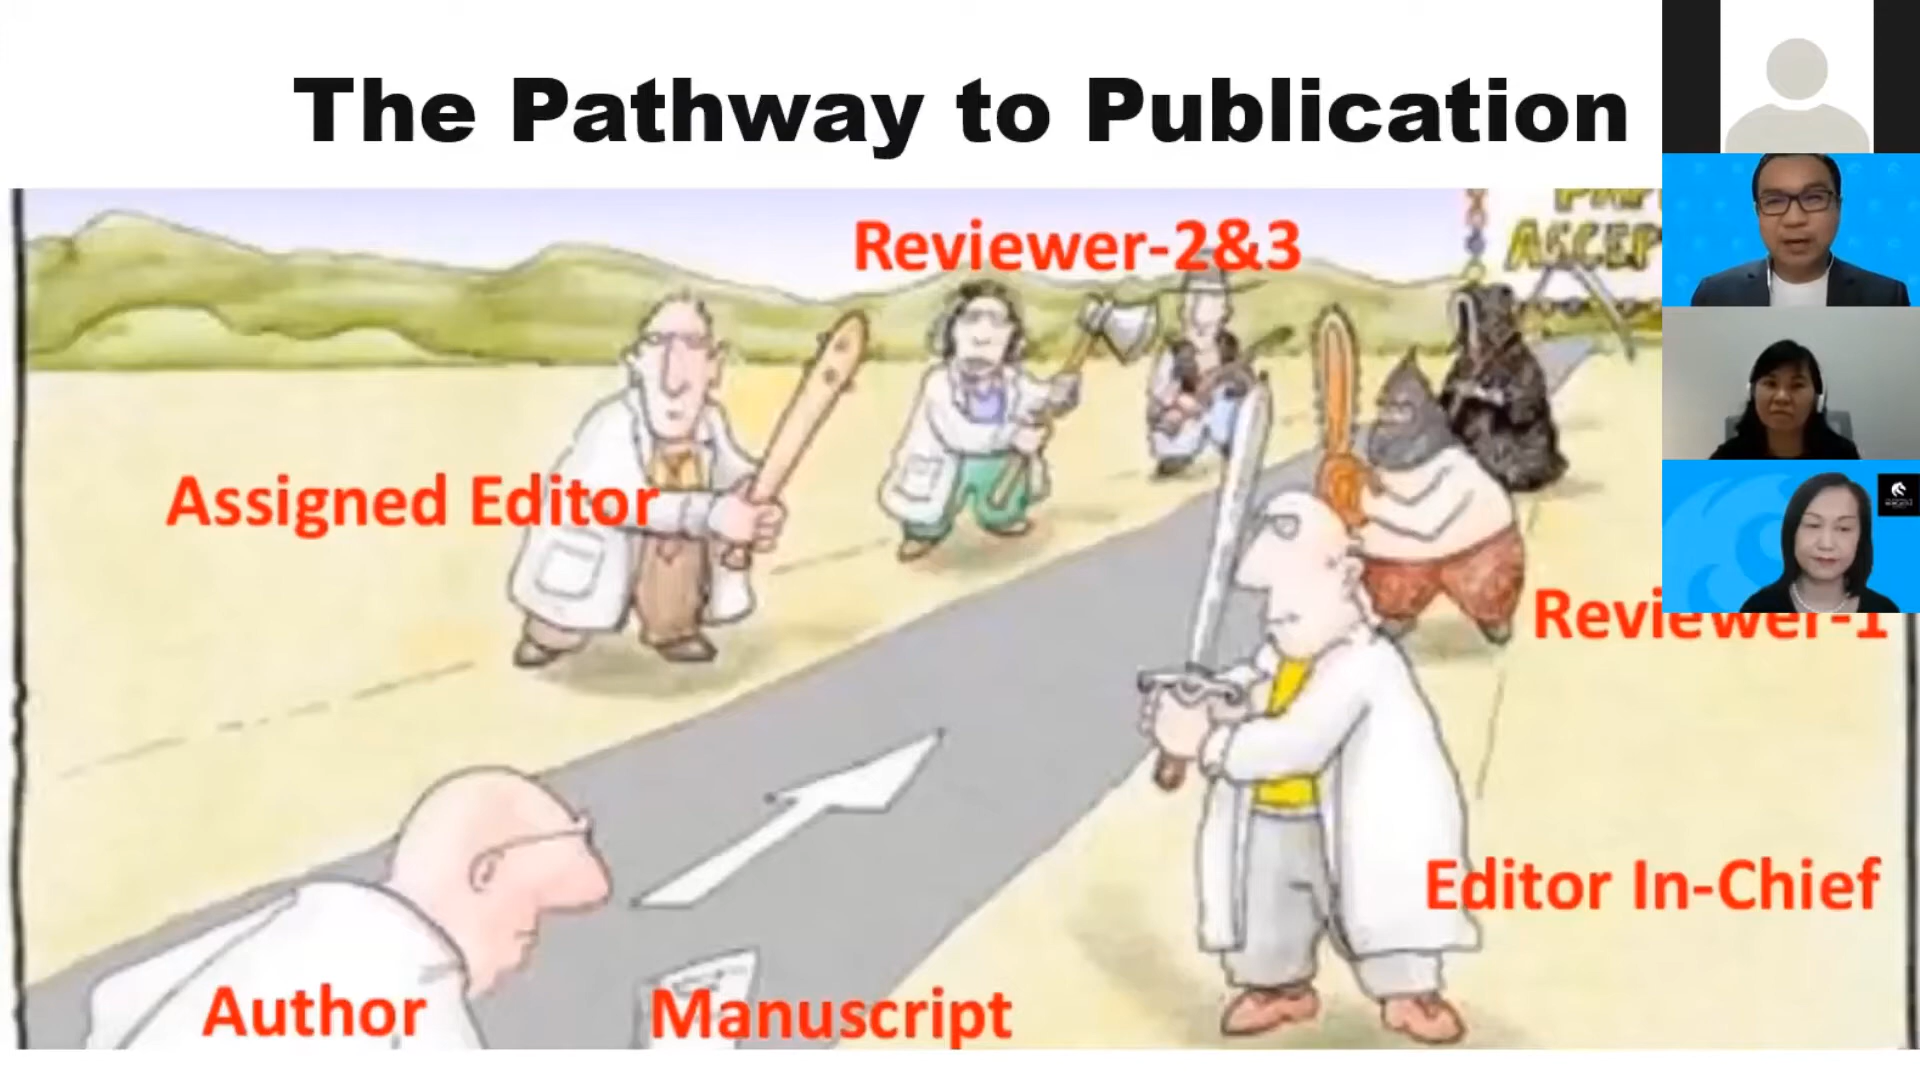 The Pathway to Publication
Reviewer-2&3
Assigned Editor
Reviewer-1
Editor In-Chief
Author
Manuscript